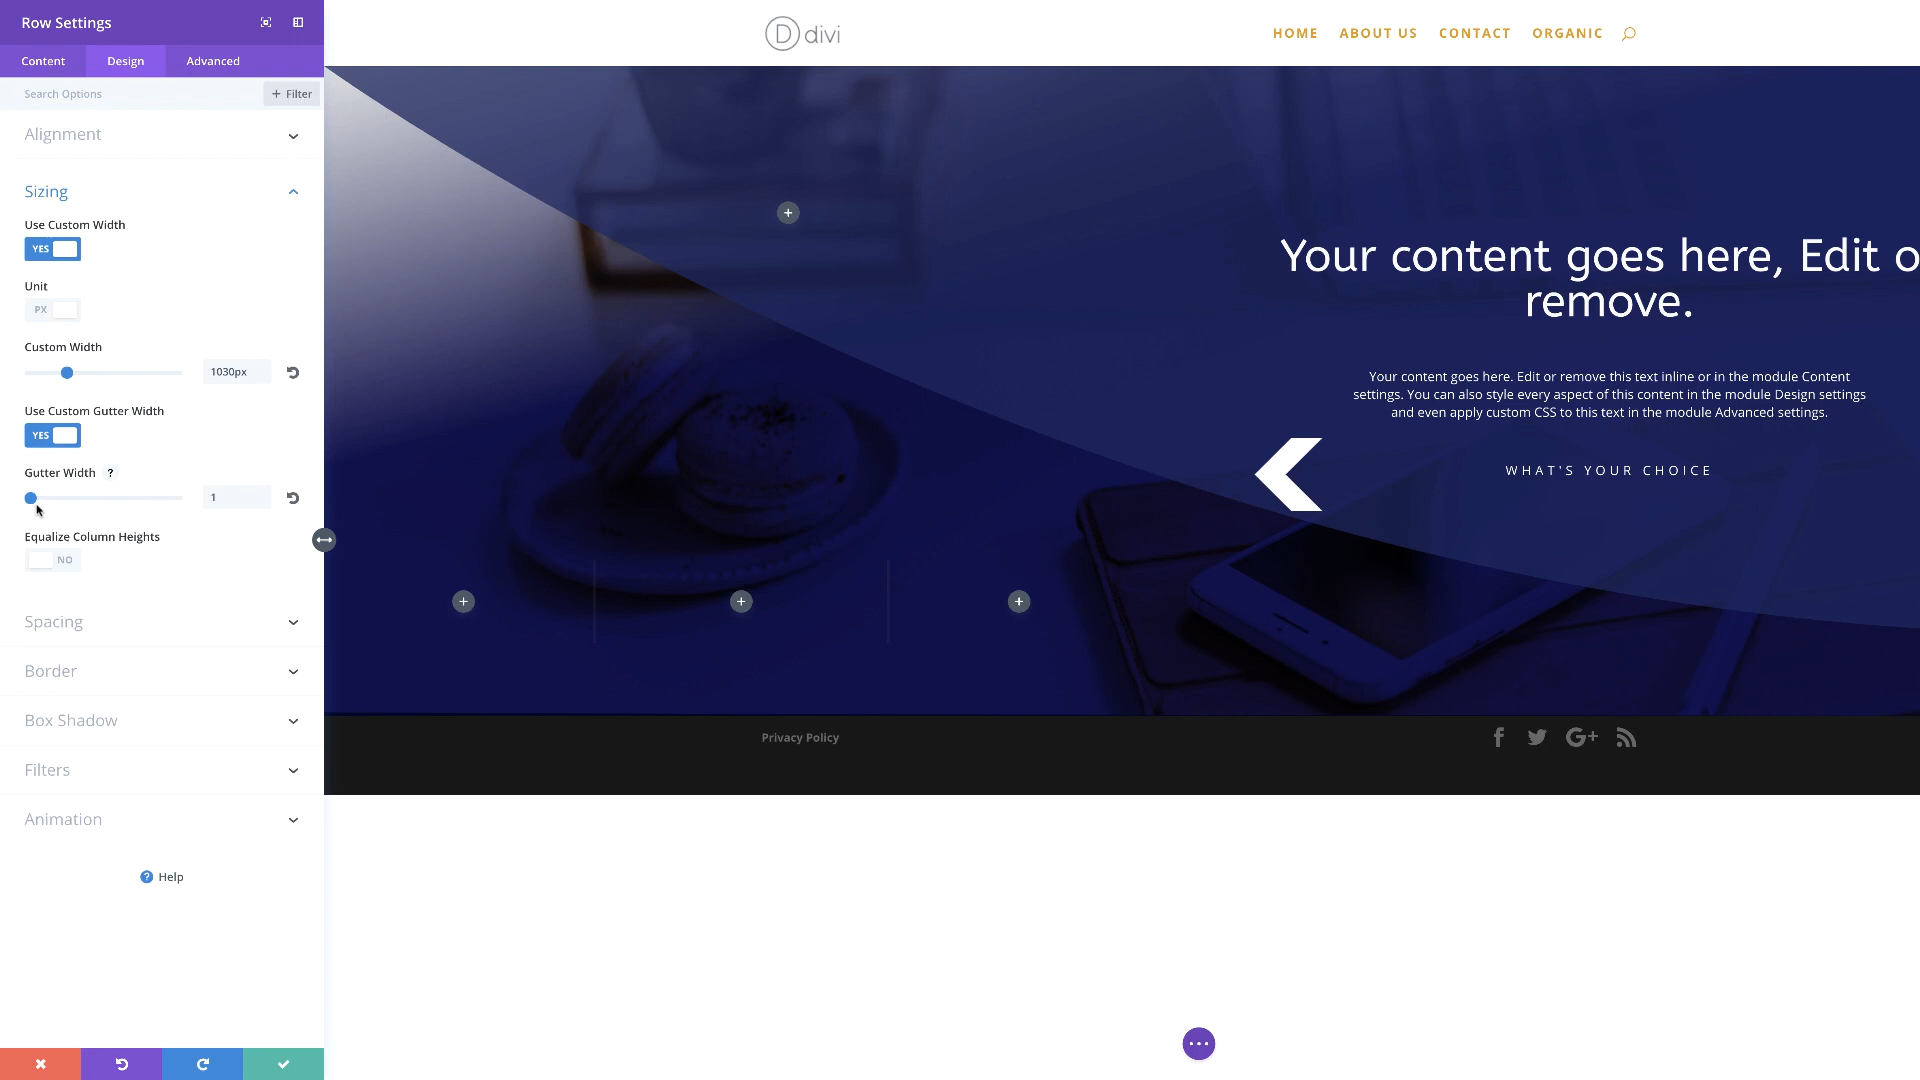 Row Settings
Content Design Advanced
Search Options
+ Filter
Alignment
Sizing
Use Custom Width
YES
Unit
PX
Custom Width
1030px
Use Custom Gutter Width
YES
Gutter Width ?
1
Equalize Column Heights
NO
Spacing
Border
Box Shadow
Filters
Animation
? Help
D divi
HOME ABOUT US CONTACT ORGANIC
Your content goes here, Edit o
remove.
Your content goes here. Edit or remove this text inline or in the module Content
settings. You can also style every aspect of this content in the module Design settings
and even apply custom CSS to this text in the module Advanced settings.
WHAT'S YOUR CHOICE
Privacy Policy
G+